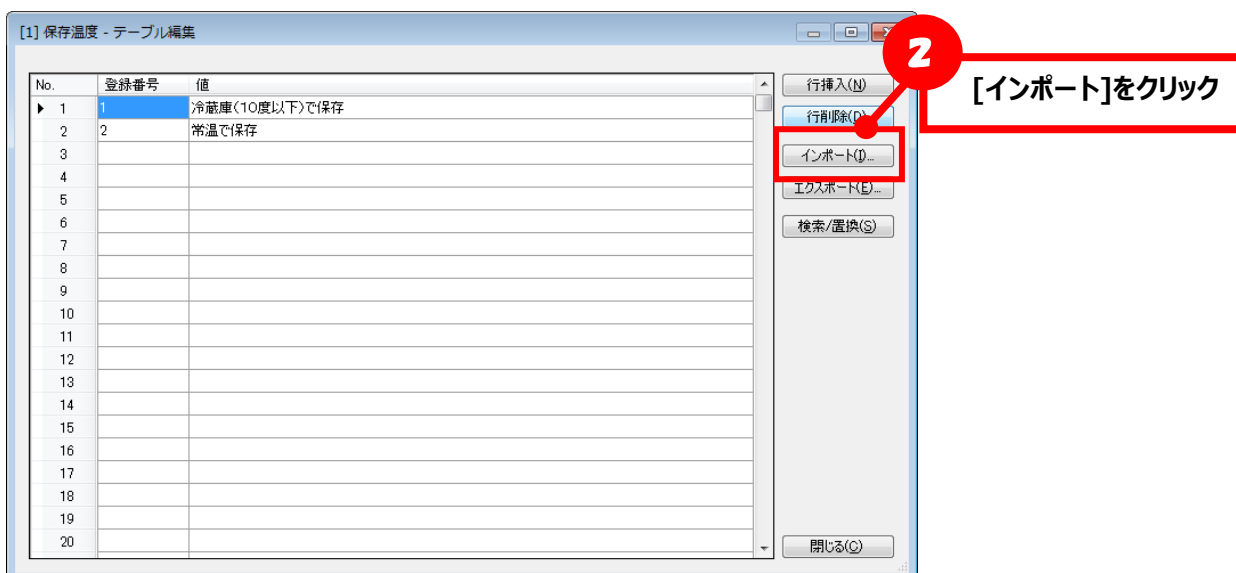 [1] 保存温度 - テーブル編集
2
[インポート]をクリック
No. 登録番号 値
1 1 冷蔵庫(10度以下)で保存
2 2 常温で保存
3
4
5
6
7
8
9
10
11
12
13
14
15
16
17
18
19
20
行挿入(N)
行削除(D)
インポート(I)...
エクスポート(E)...
検索/置換(S)
閉じる(C)